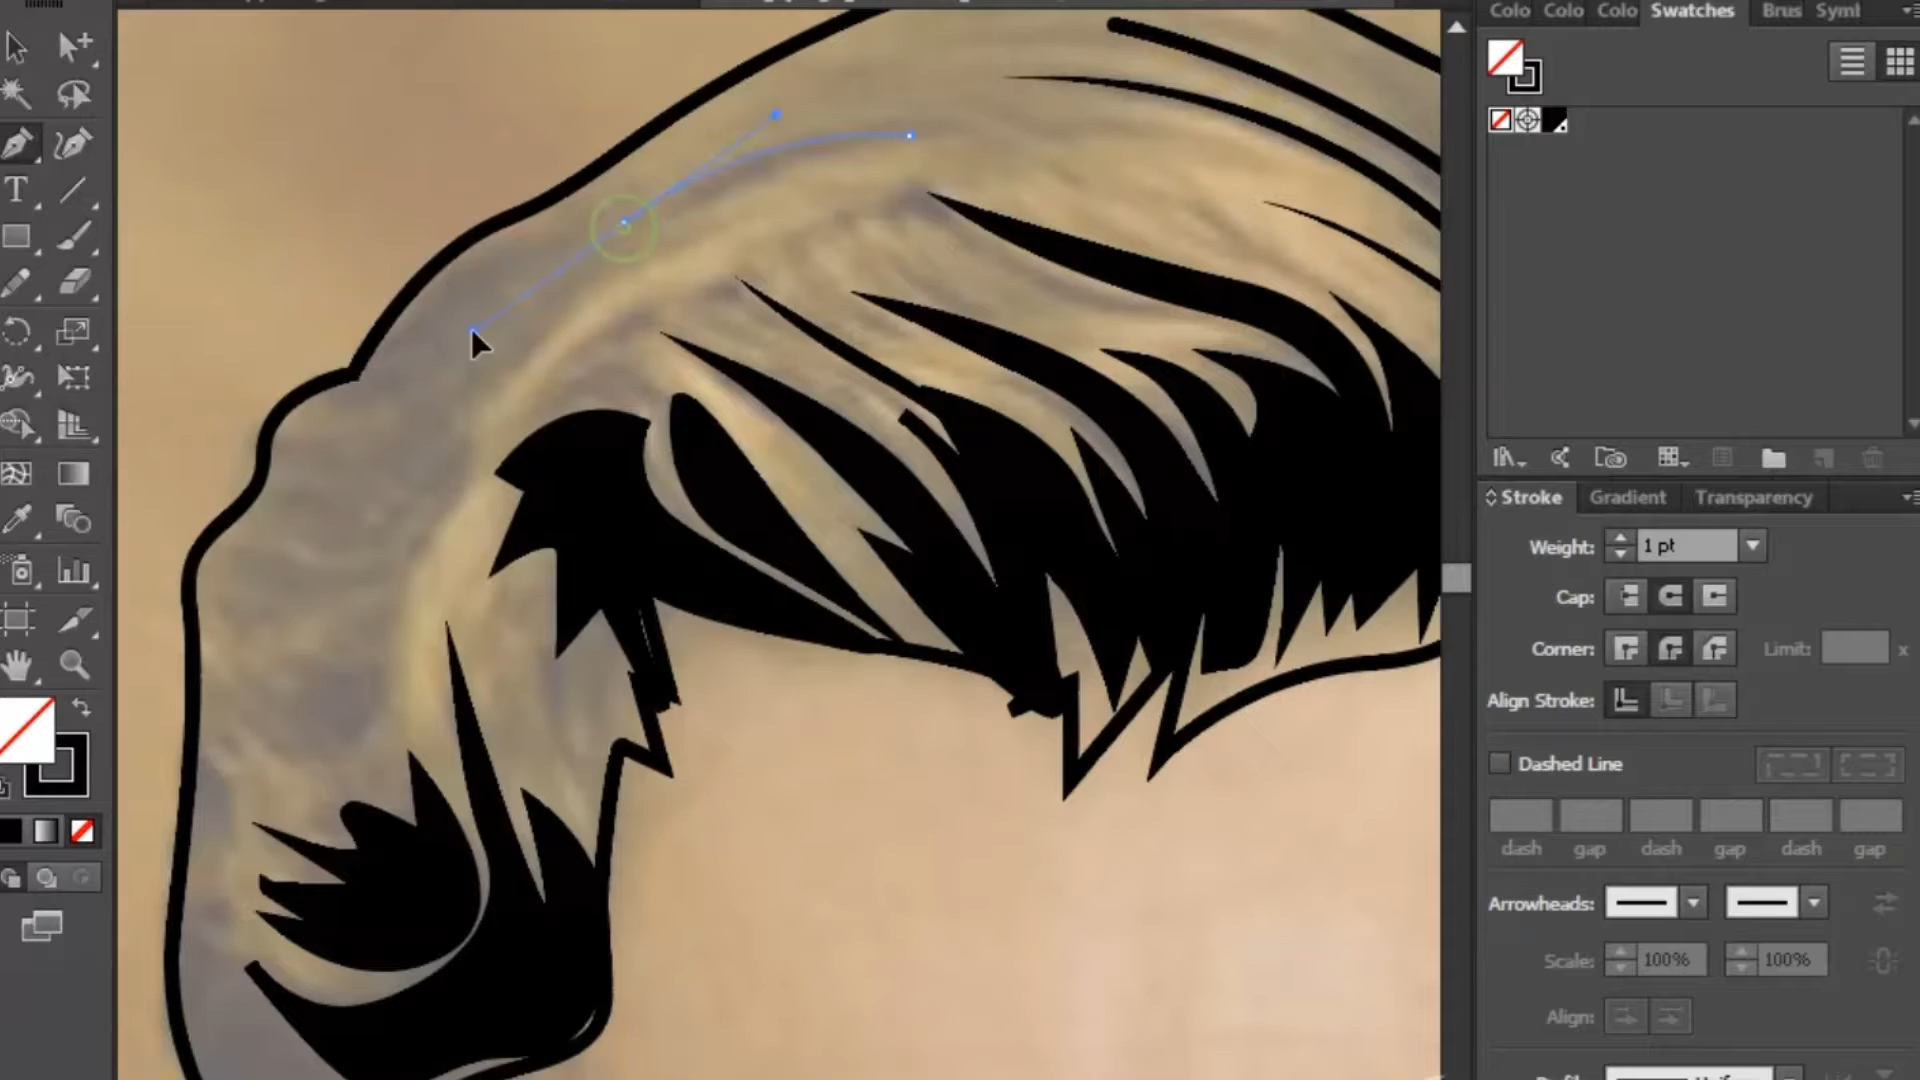 Colo Colo Colo Swatches Brus Symb
Stroke Gradient Transparency
Weight: 1 pt
Cap:
Corner: Limit: x
Align Stroke:
Dashed Line
dash gap dash gap dash gap
Arrowheads:
Scale: 100% 100%
Align:
T